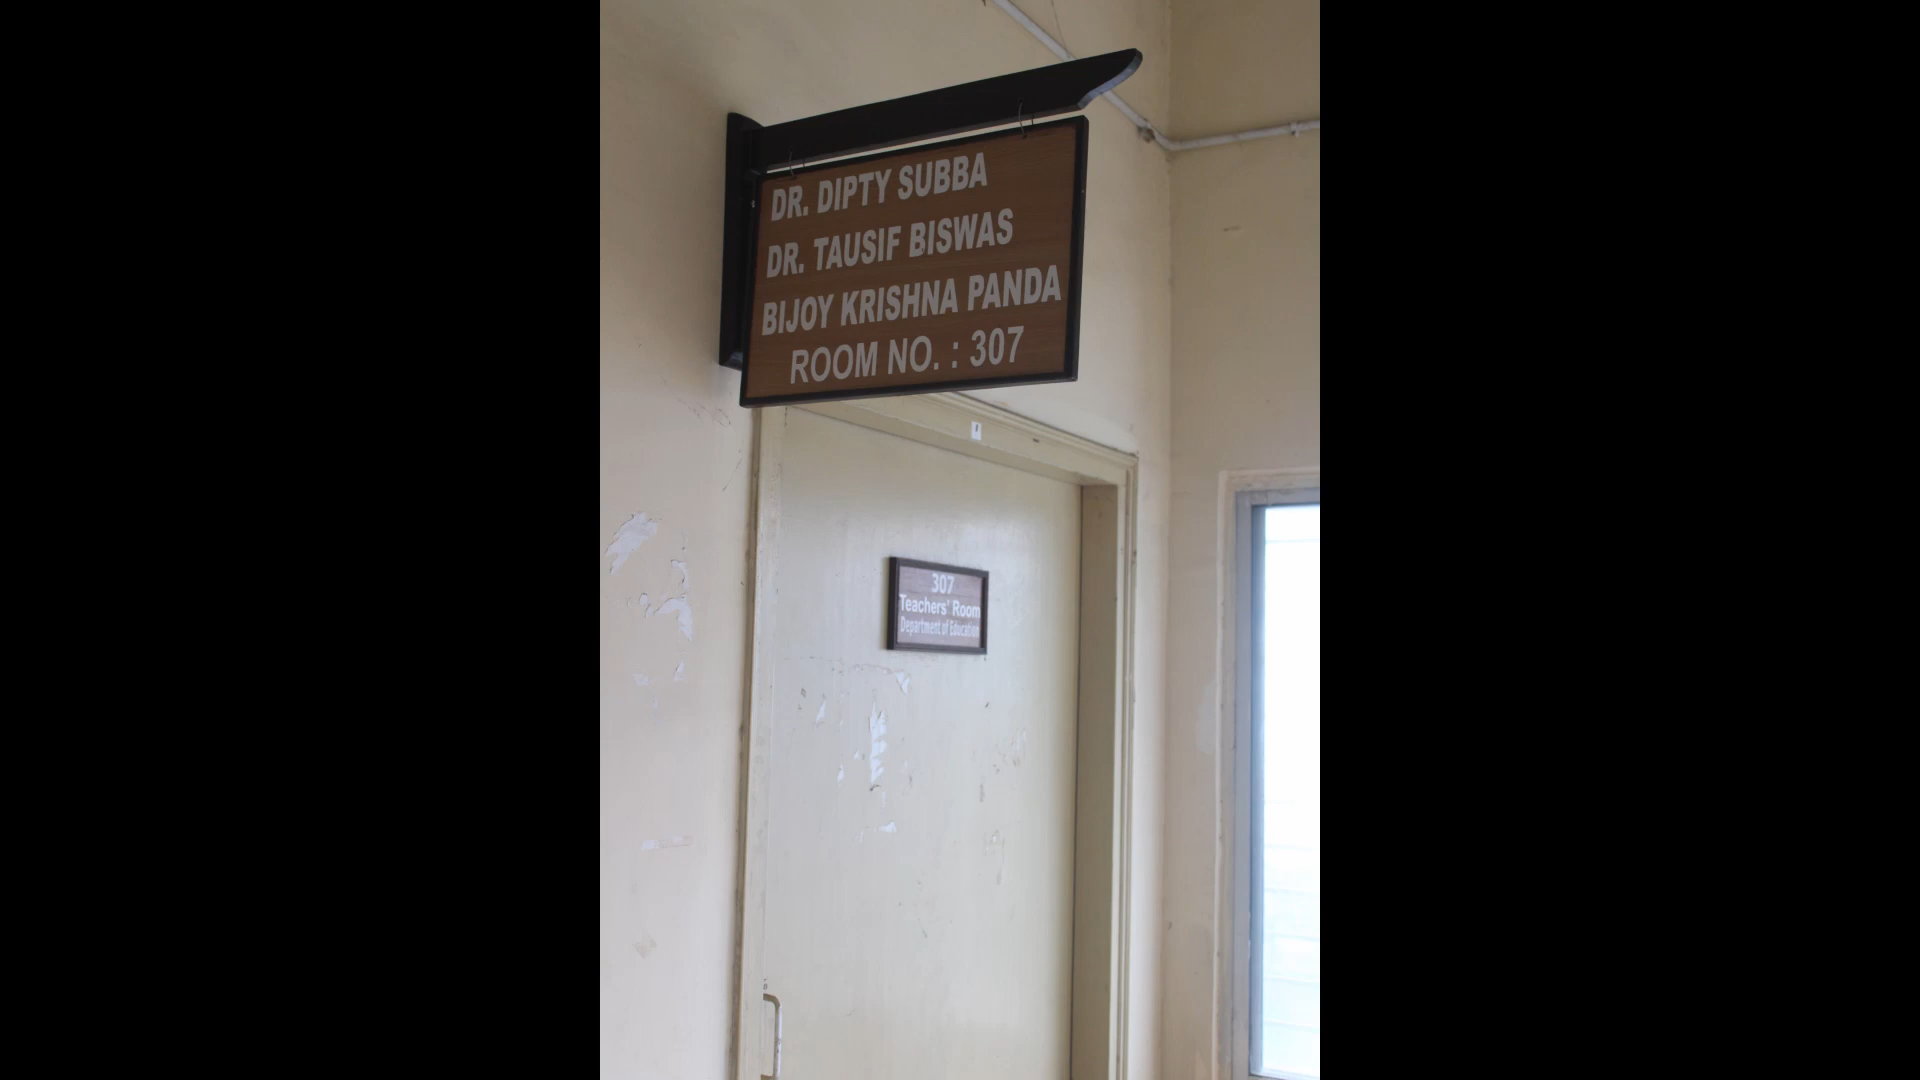 DR. DIPTY SUBBA
DR. TAUSIF BISWAS
BIJOY KRISHNA PANDA
ROOM NO. : 307
307
Teachers' Room
Department of Education